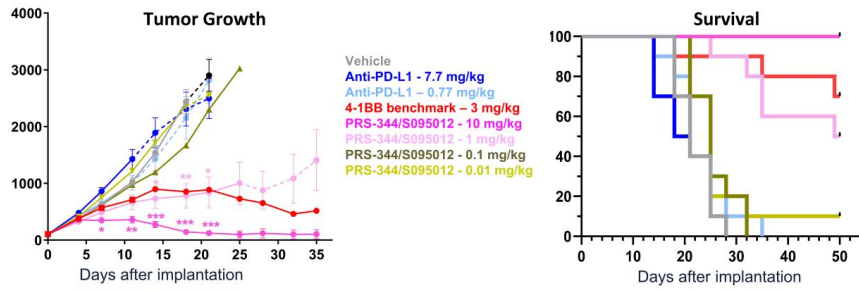 Tumor Growth
4000
3000
2000
1000
0
0 5 10 15 20 25 30 35
Days after implantation
* ** *** *** ***
* ** *
Vehicle
Anti-PD-L1 - 7.7 mg/kg
Anti-PD-L1 – 0.77 mg/kg
4-1BB benchmark – 3 mg/kg
PRS-344/S095012 - 10 mg/kg
PRS-344/S095012 - 1 mg/kg
PRS-344/S095012 - 0.1 mg/kg
PRS-344/S095012 - 0.01 mg/kg
Survival
100
80
60
40
20
0
0 10 20 30 40 50
Days after implantation